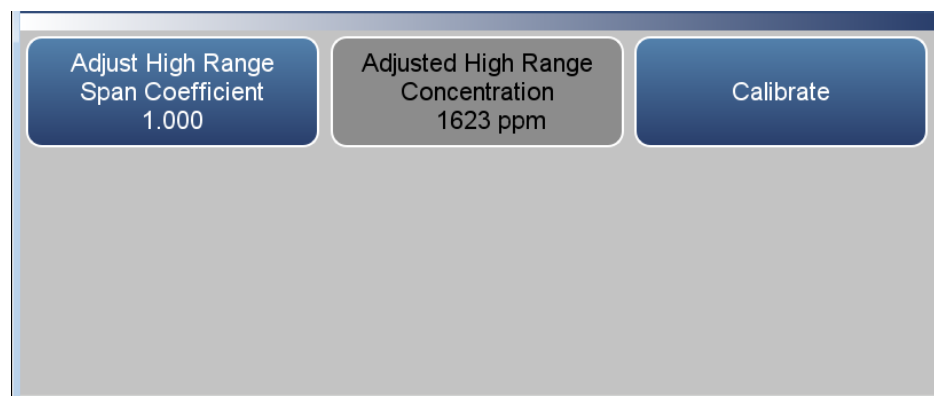 Adjust High Range
Span Coefficient
1.000
Adjusted High Range
Concentration
1623 ppm
Calibrate